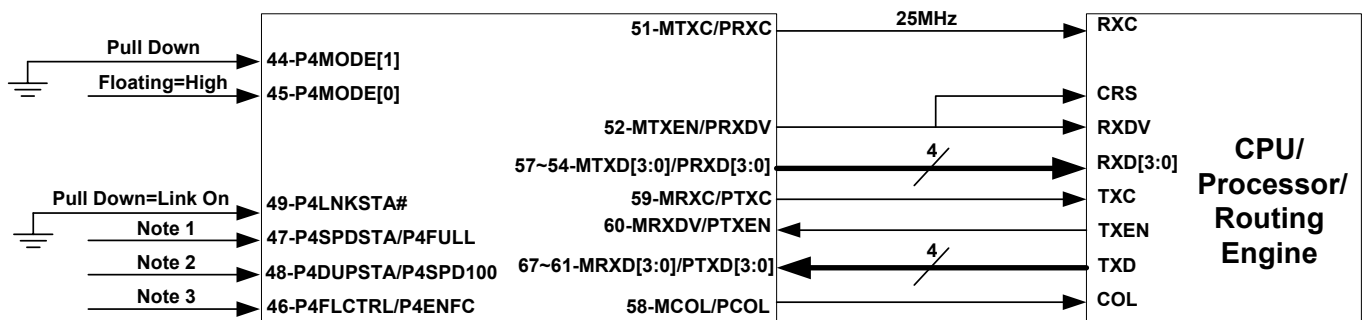 51-MTXC/PRXC
25MHz
RXC
Pull Down
44-P4MODE[1]
Floating=High
45-P4MODE[0]
CRS
52-MTXEN/PRXDV
RXDV
57~54-MTXD[3:0]/PRXD[3:0]
4
RXD[3:0]
CPU/
Processor/
Routing
Engine
Pull Down=Link On
49-P4LNKSTA#
59-MRXC/PTXC
TXC
Note 1
47-P4SPDSTA/P4FULL
60-MRXDV/PTXEN
TXEN
Note 2
48-P4DUPSTA/P4SPD100
67~61-MRXD[3:0]/PTXD[3:0]
4
TXD
Note 3
46-P4FLCTRL/P4ENFC
58-MCOL/PCOL
COL